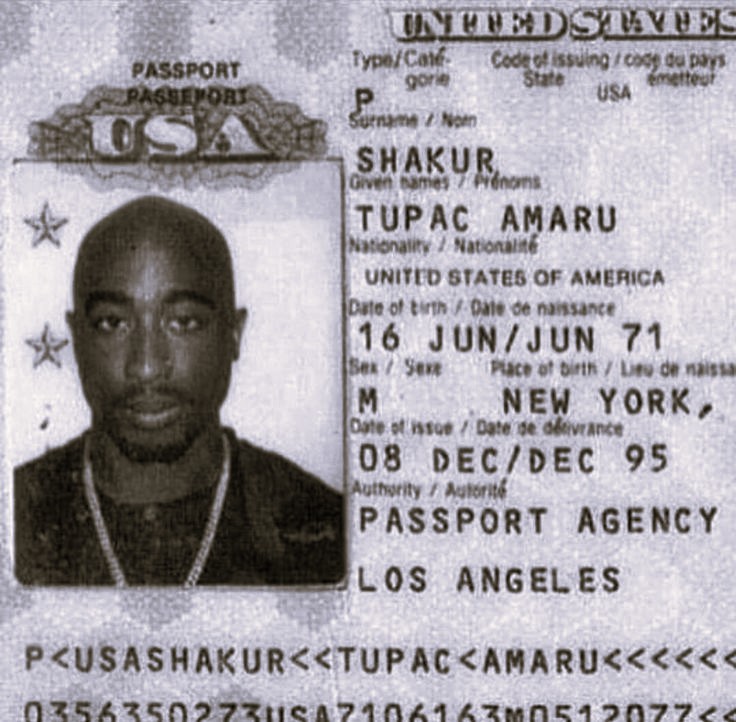 UNITED STATES
PASSPORT
PASSEPORT
USA
Type/Caté-
gorie
Code of issuing / code du pays
State émetteur
P
USA
Surname / Nom
SHAKUR
Given names / Prénoms
TUPAC AMARU
Nationality / Nationalité
UNITED STATES OF AMERICA
Date of birth / Date de naissance
16 JUN/JUN 71
Sex / Sexe Place of birth / Lieu de naissa
M NEW YORK,
Date of issue / Date de délivrance
08 DEC/DEC 95
Authority / Autorité
PASSPORT AGENCY
LOS ANGELES
P<USASHAKUR<<TUPAC<AMARU<<<<<<
0356350273USA7106163M0512077<<